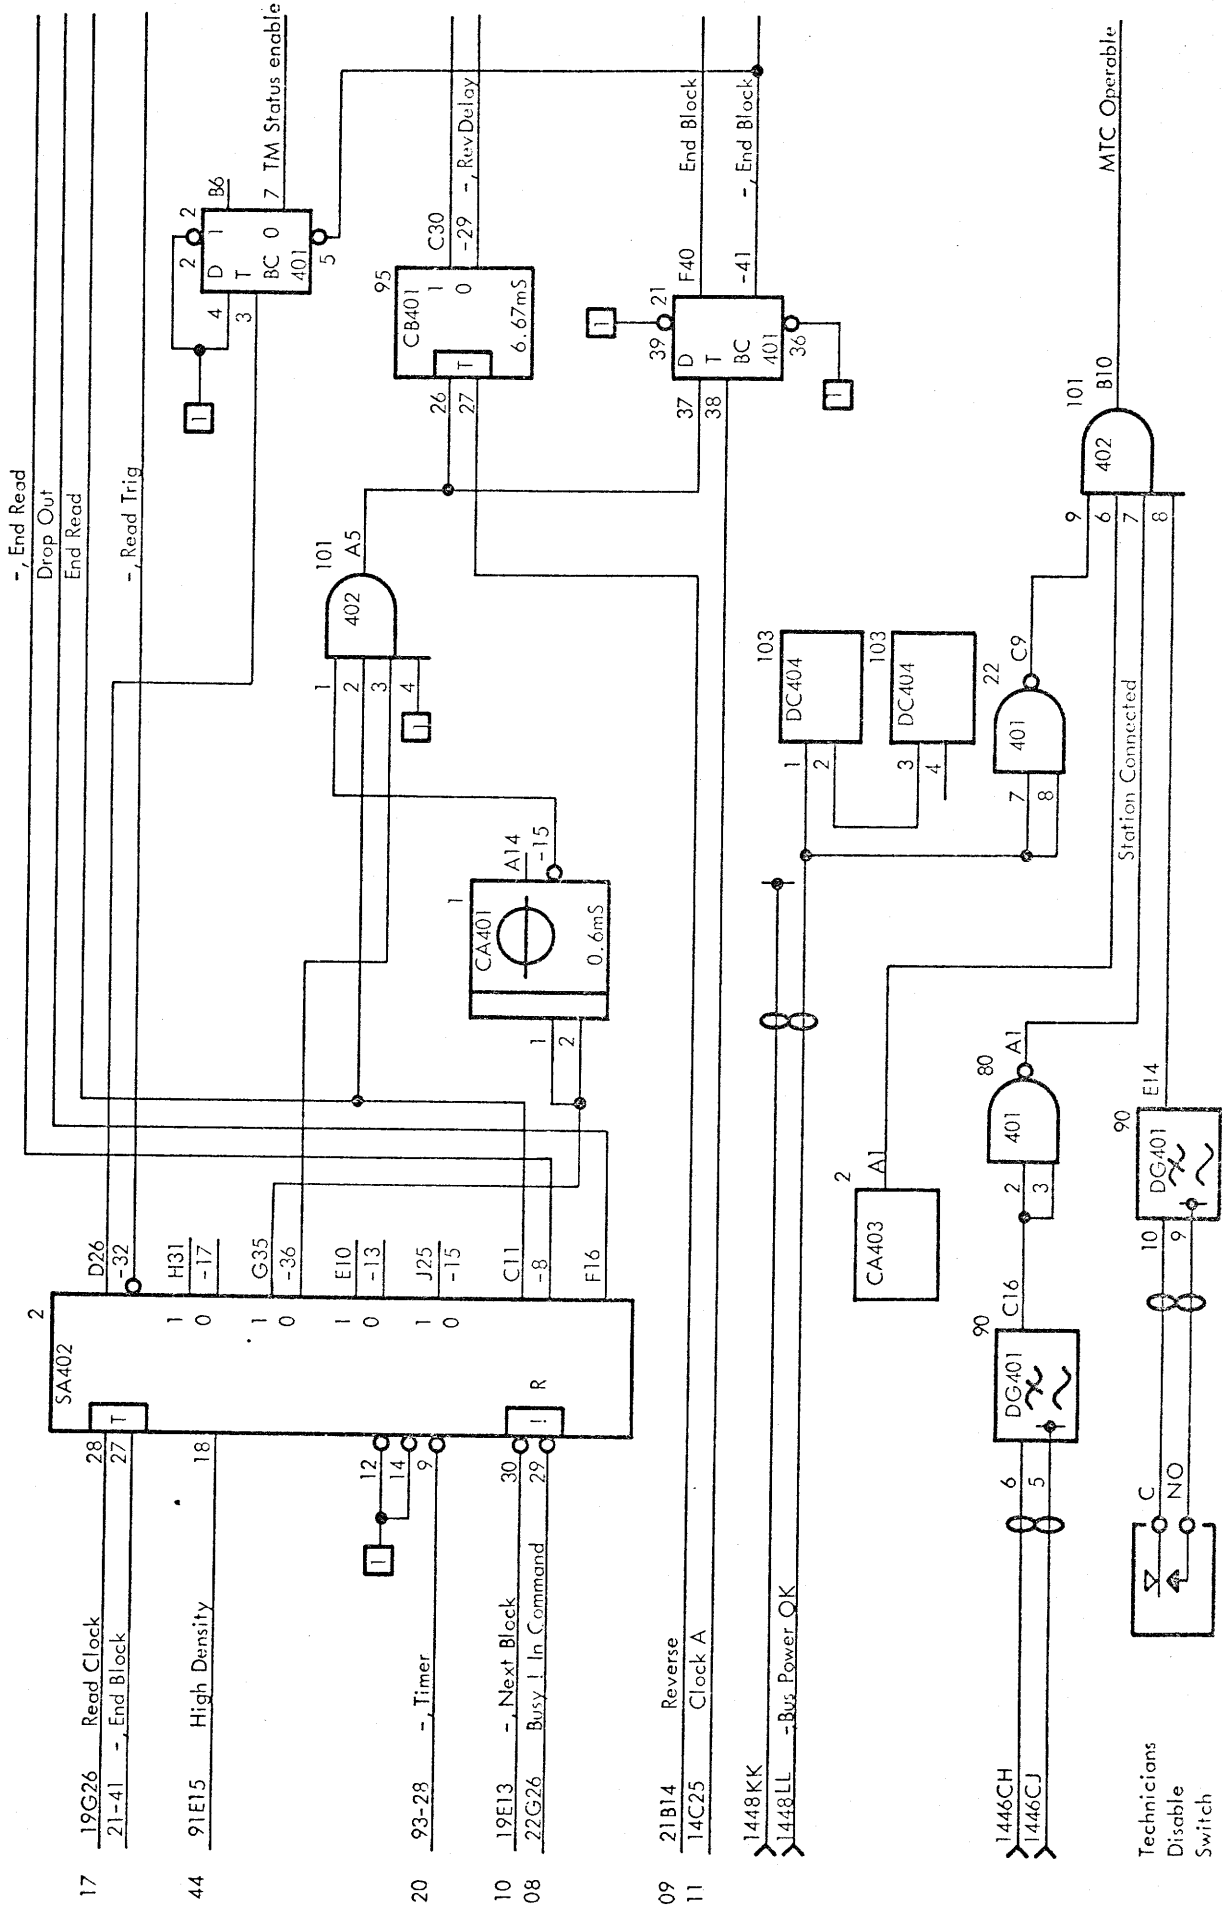 -, End Read
Drop Out
End Read
-, Read Trig
2
SA402
28
27
T
18
12
14
9
30
29
!
R
1
0
1
0
1
0
1
0
D26
-32
H31
-17
G35
-36
E10
-13
J25
-15
C11
-8
F16
17
19G26 Read Clock
21-41 -, End Block
44
91E15 High Density
1
20
93-28 -, Timer
10
19E13 -, Next Block
08
22G26 Busy ! In Command
09
21B14 Reverse
11
14C25 Clock A
1448KK
1448LL -, Bus Power OK
1446CH
1446CJ
Technicians
Disable
Switch
C
NO
1
CA401
0.6mS
1
2
A14
-15
101
402
1
2
3
4
1
A5
1
2
2
4
3
D
T
BC
401
1
0
5
B6
7 TM Status enable
95
CB401
T
6.67mS
1
0
26
27
C30
-29 -, RevDelay
1
39
21
37
38
D
T
BC
401
36
1
F40 End Block
-41 -, End Block
103
DC404
1
2
103
DC404
3
4
22
401
7
8
C9
2
CA403
A1
90
DG401
6
5
C16
80
401
2
3
A1
Station Connected
90
DG401
10
9
E14
101
402
9
6
7
8
B10 MTC Operable